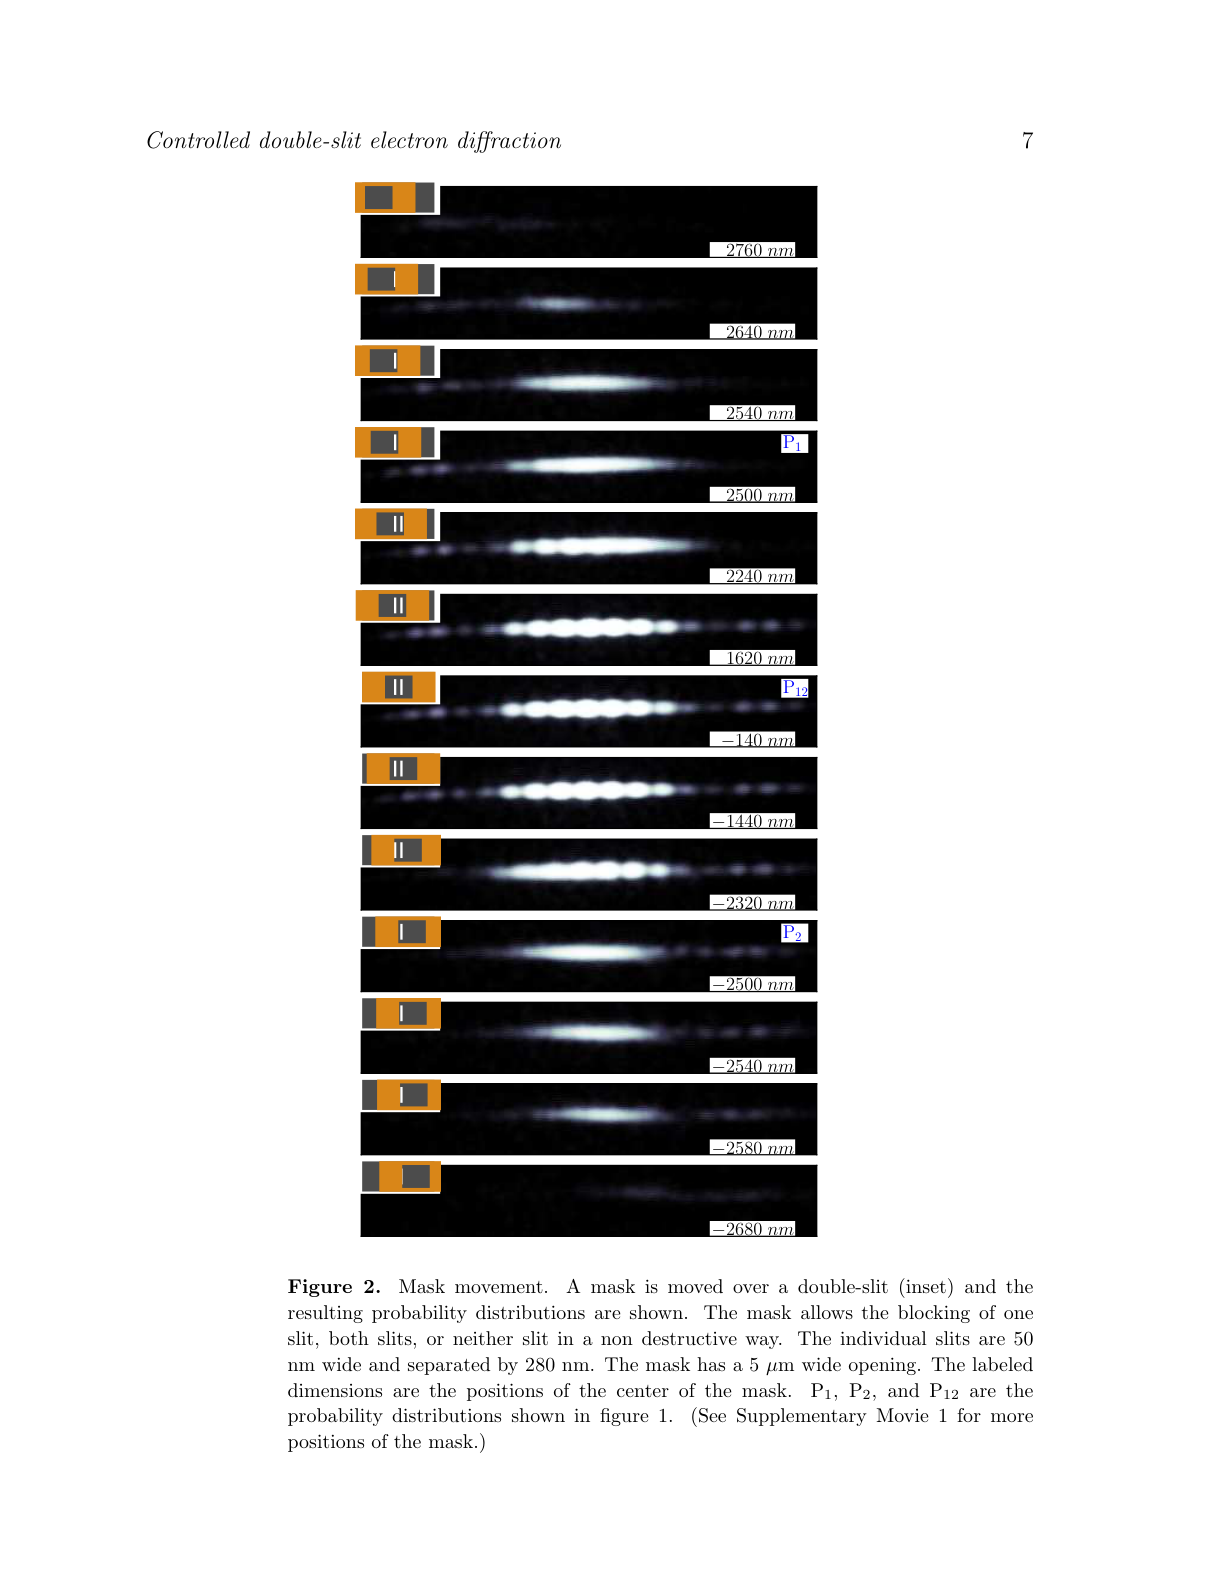 Controlled double-slit electron diffraction 7
2760 nm
2640 nm
2540 nm
P1
2500 nm
2240 nm
1620 nm
P12
−140 nm
−1440 nm
−2320 nm
P2
−2500 nm
−2540 nm
−2580 nm
−2680 nm
Figure 2. Mask movement. A mask is moved over a double-slit (inset) and the
resulting probability distributions are shown. The mask allows the blocking of one
slit, both slits, or neither slit in a non destructive way. The individual slits are 50
nm wide and separated by 280 nm. The mask has a 5 μm wide opening. The labeled
dimensions are the positions of the center of the mask. P1, P2, and P12 are the
probability distributions shown in figure 1. (See Supplementary Movie 1 for more
positions of the mask.)